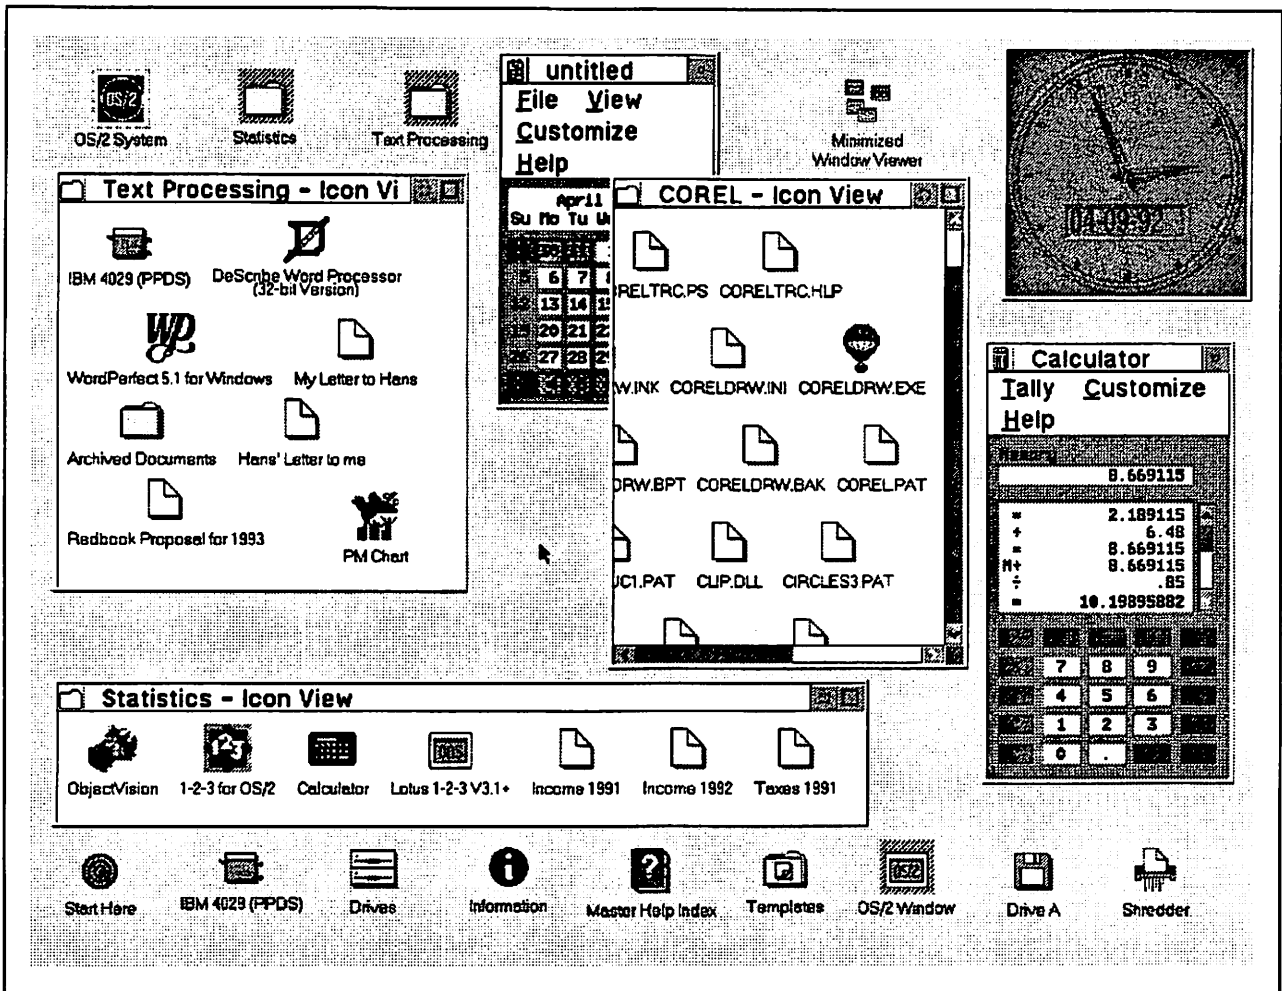 OS/2
OS/2 System
Statistics
Text Processing
untitled
File View
Customize
Help
April
Su Mo Tu
6 7
12 13 14
19 20 21
26 27 28
Minimized
Window Viewer
04-09-92
Text Processing - Icon Vi
IBM 4029 (PPDS)
DeScribe Word Processor
(32-bit Version)
WordPerfect 5.1 for Windows
My Letter to Hans
Archived Documents
Hans' Letter to me
Redbook Proposal for 1993
PM Chart
COREL - Icon View
RELTRC.PS CORELTRC.HLP
W.INK CORELDRW.INI CORELDRW.EXE
DRW.BPT CORELDRW.BAK COREL.PAT
UC1.PAT CLIP.DLL CIRCLES3.PAT
Calculator
Tally Customize
Help
Memory
8.669115
= 2.189115
+ 6.48
= 8.669115
M+ 8.669115
÷ .85
= 10.19895882
7 8 9
4 5 6
1 2 3
0 .
Statistics - Icon View
ObjectVision
1-2-3 for OS/2
Calculator
Lotus 1-2-3 V3.1+
Income 1991
Income 1992
Taxes 1991
Start Here
IBM 4029 (PPDS)
Drives
Information
Master Help Index
Templates
OS/2 Window
Drive A
Shredder